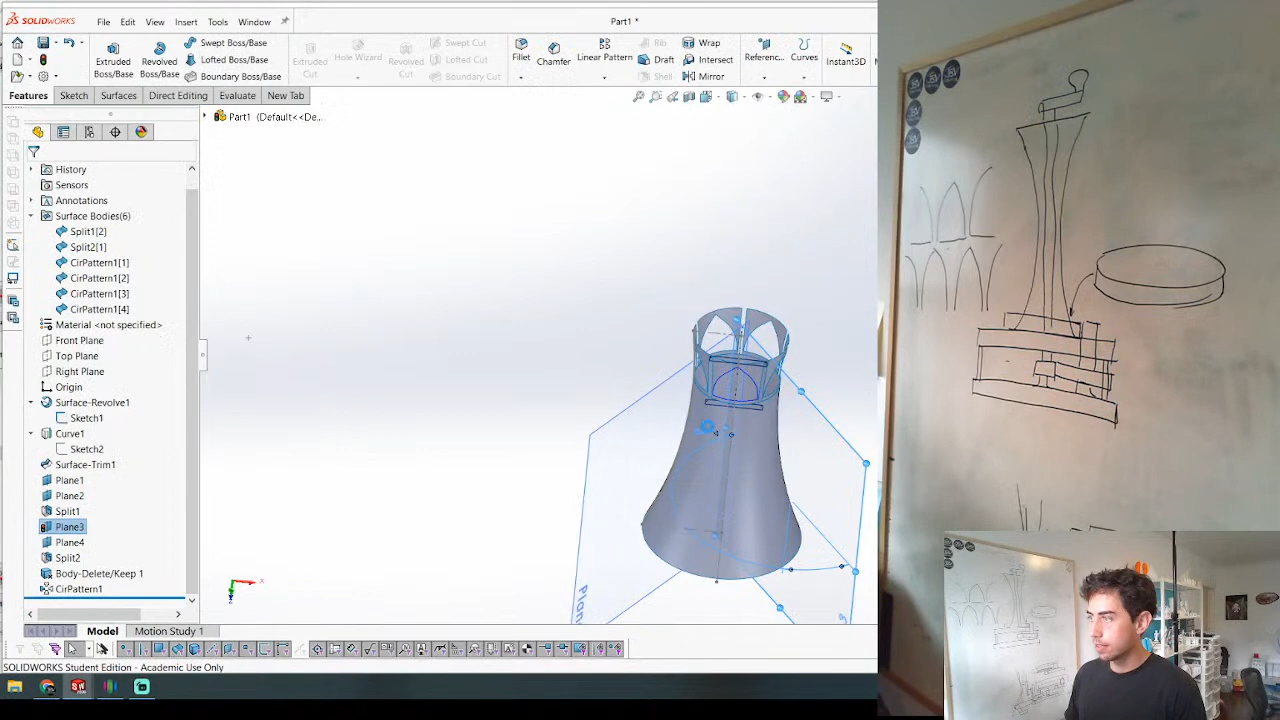 SOLIDWORKS
File Edit View Insert Tools Window
Part1 *
Extruded Boss/Base
Revolved Boss/Base
Swept Boss/Base
Lofted Boss/Base
Boundary Boss/Base
Extruded Cut
Hole Wizard
Revolved Cut
Swept Cut
Lofted Cut
Boundary Cut
Fillet
Chamfer
Linear Pattern
Rib
Draft
Shell
Wrap
Intersect
Mirror
Referenc...
Curves
Instant3D
Features Sketch Surfaces Direct Editing Evaluate New Tab
Part1 (Default<<De...
History
Sensors
Annotations
Surface Bodies(6)
Split1[2]
Split2[1]
CirPattern1[1]
CirPattern1[2]
CirPattern1[3]
CirPattern1[4]
Material <not specified>
Front Plane
Top Plane
Right Plane
Origin
Surface-Revolve1
Sketch1
Curve1
Sketch2
Surface-Trim1
Plane1
Plane2
Split1
Plane3
Plane4
Split2
Body-Delete/Keep 1
CirPattern1
Model Motion Study 1
SOLIDWORKS Student Edition - Academic Use Only